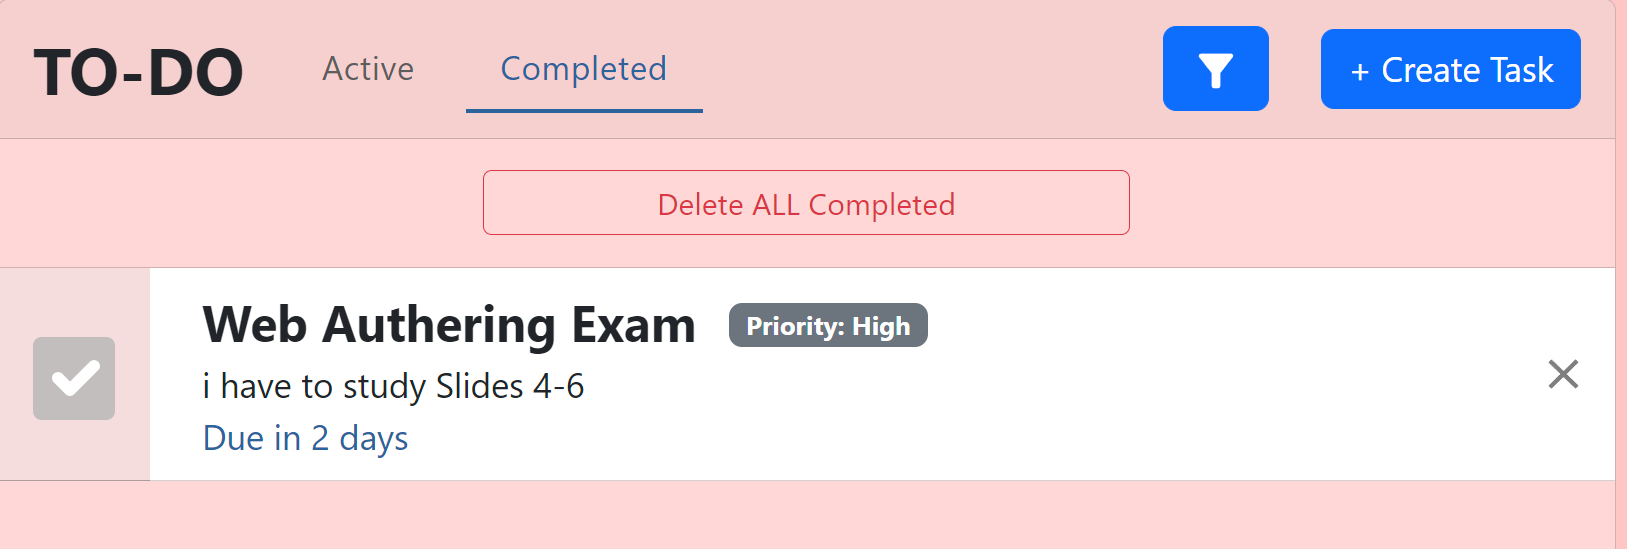 TO-DO Active Completed + Create Task
Delete ALL Completed
Web Authering Exam Priority: High
i have to study Slides 4-6
Due in 2 days